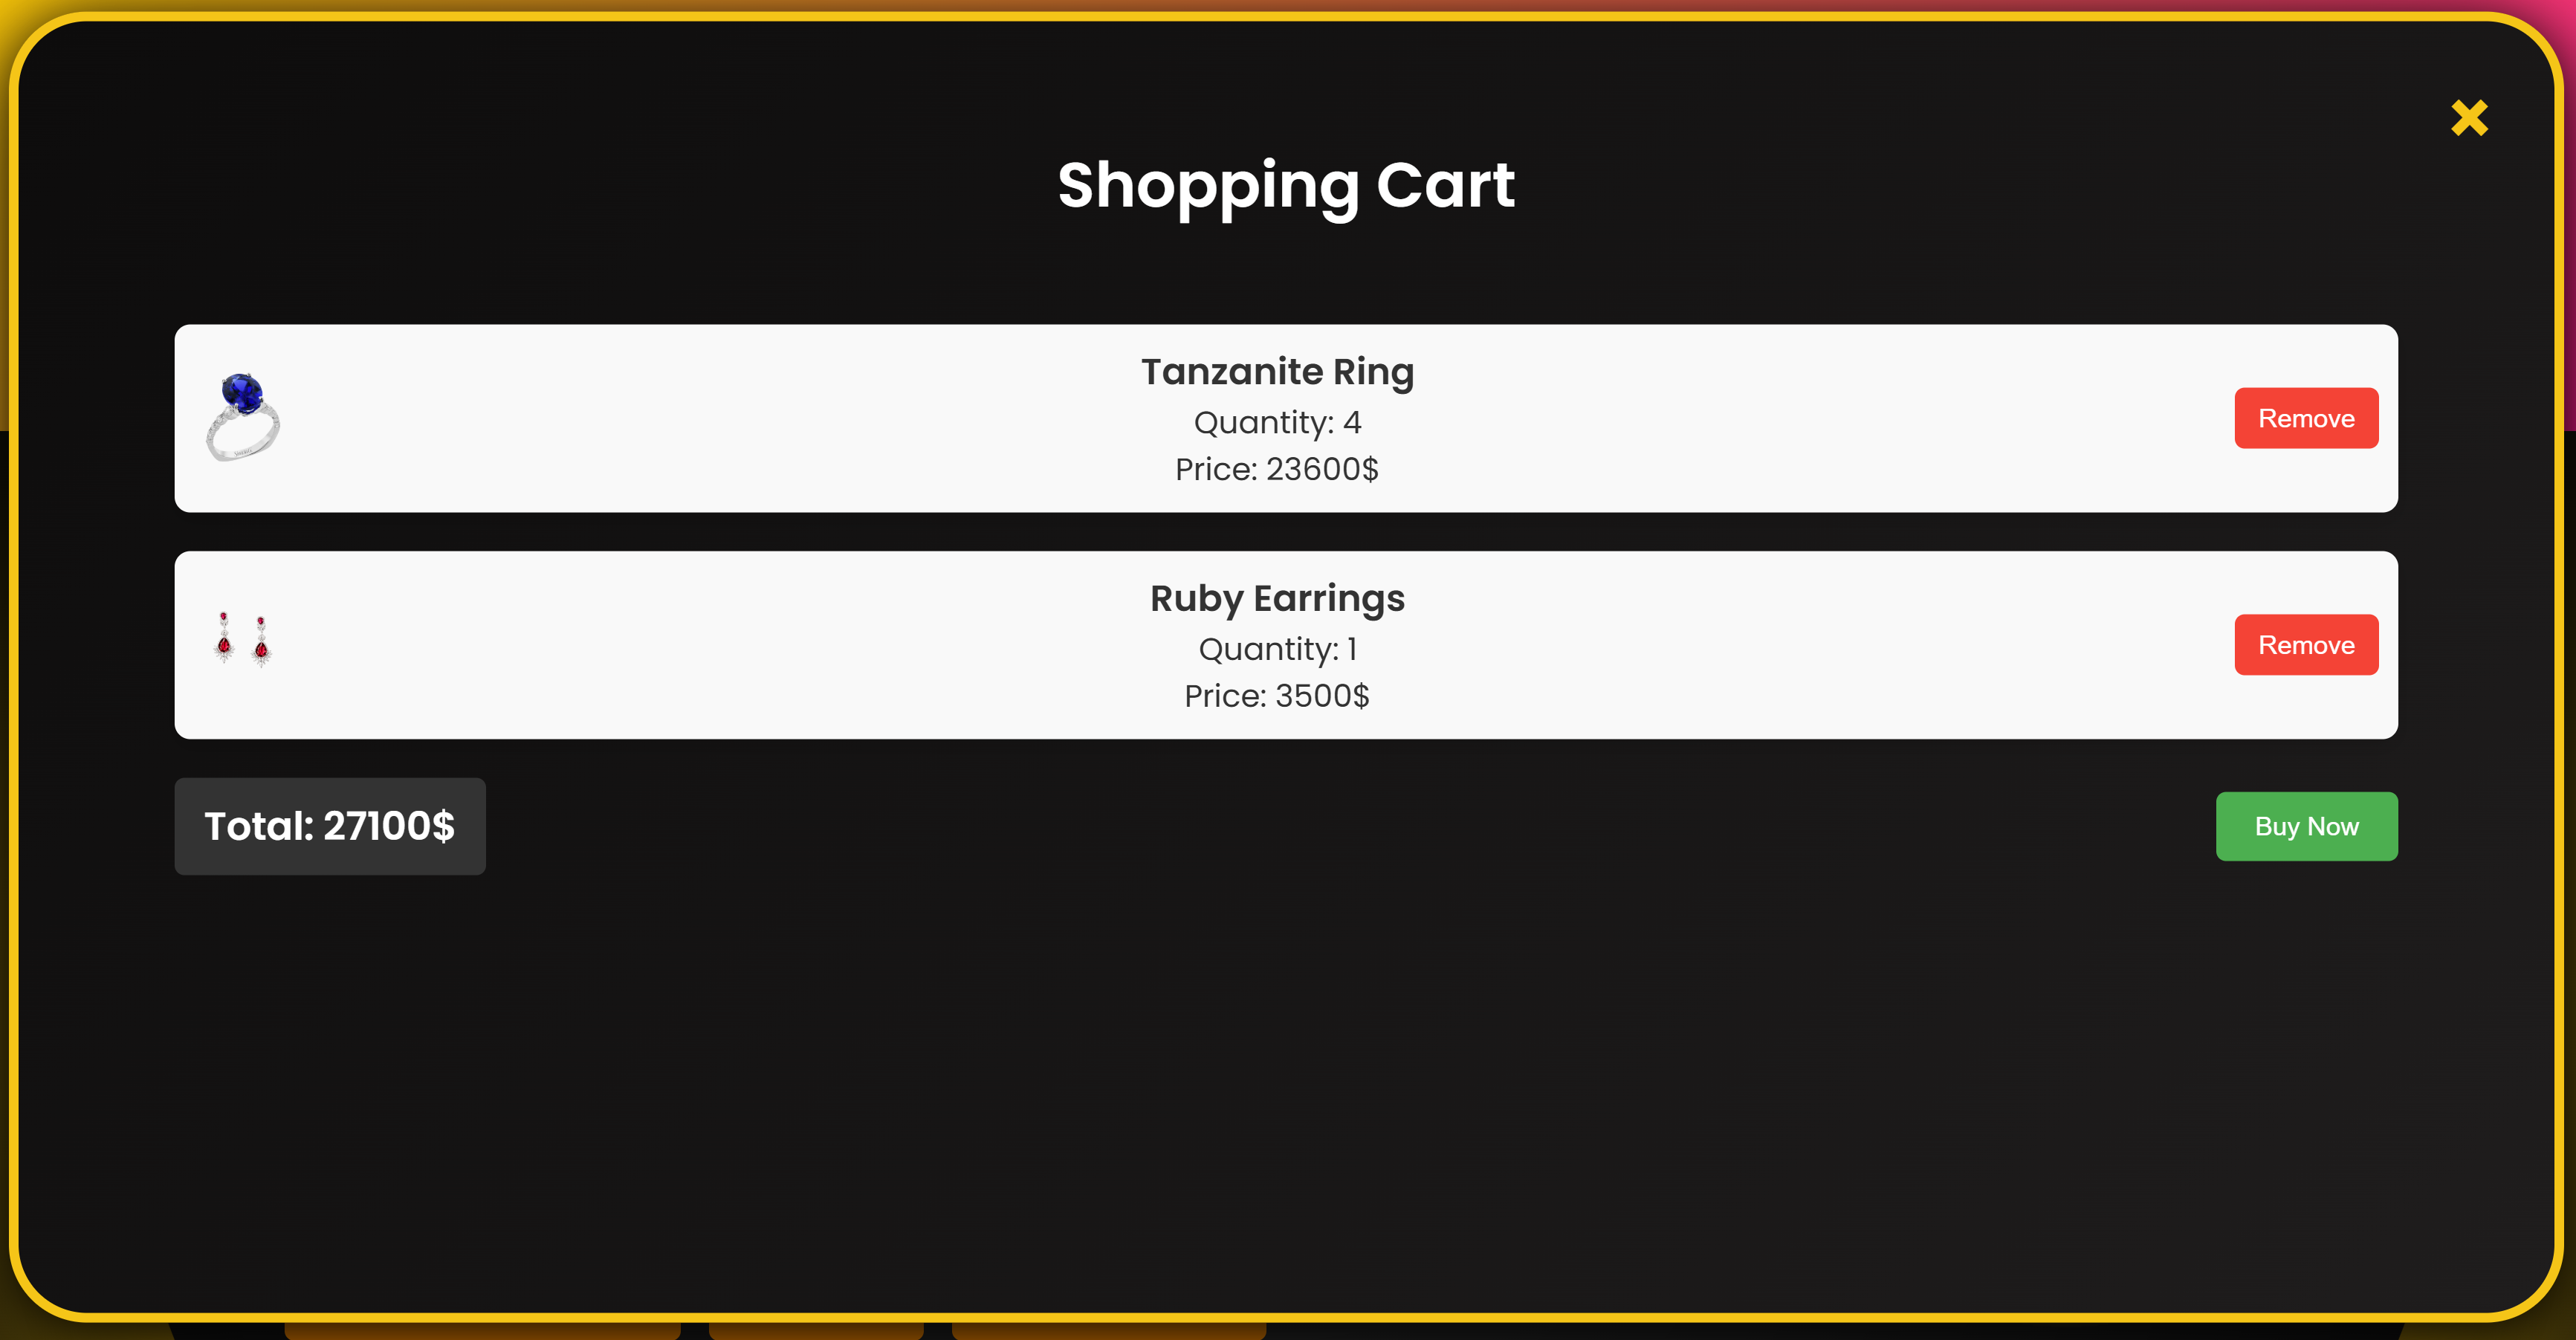 Shopping Cart
Tanzanite Ring
Quantity: 4
Price: 23600$
Remove
Ruby Earrings
Quantity: 1
Price: 3500$
Remove
Total: 27100$
Buy Now